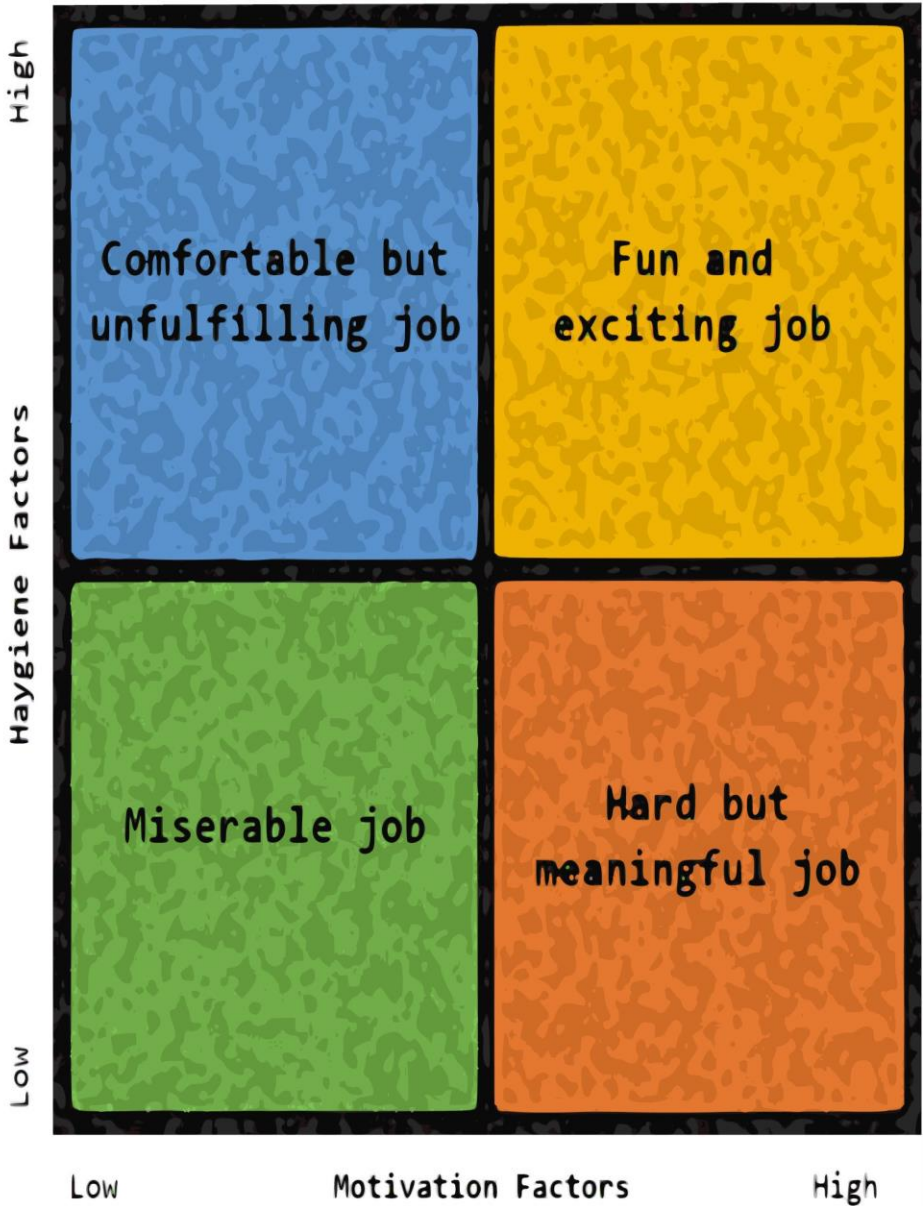 High
Comfortable but
unfulfilling job
Fun and
exciting job
Haygiene Factors
Miserable job
Hard but
meaningful job
Low
Low
Motivation Factors
High